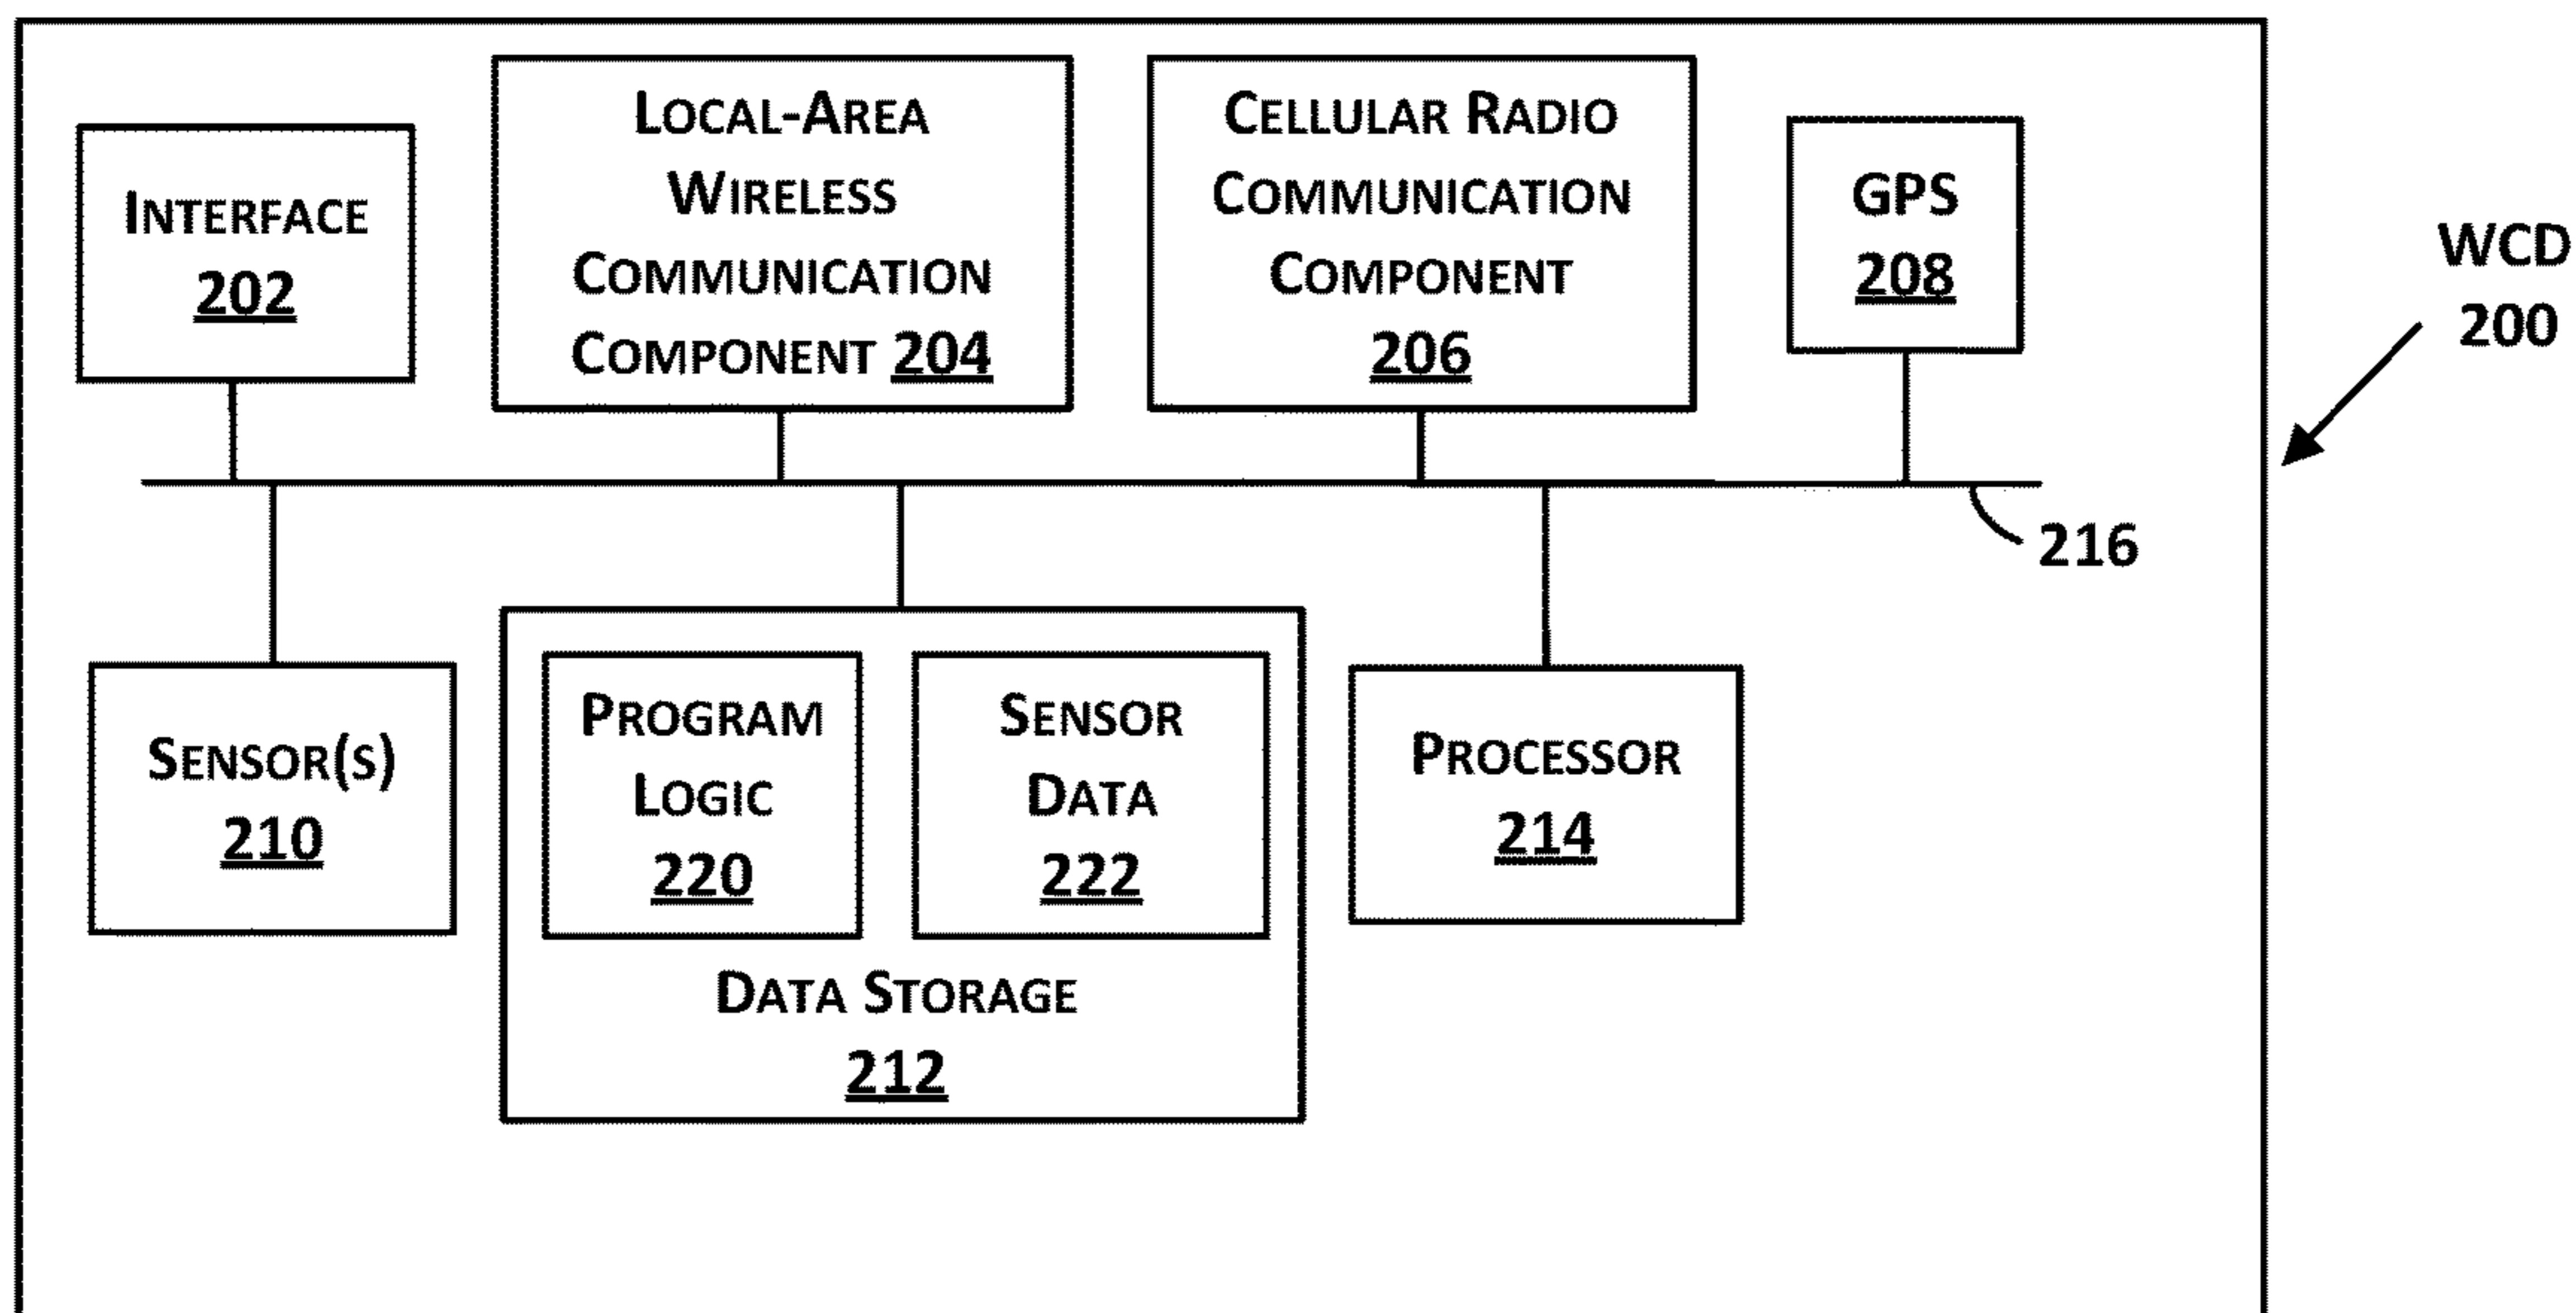 INTERFACE
202
LOCAL-AREA
WIRELESS
COMMUNICATION
COMPONENT 204
CELLULAR RADIO
COMMUNICATION
COMPONENT
206
GPS
208
WCD
200
216
SENSOR(S)
210
PROGRAM
LOGIC
220
SENSOR
DATA
222
DATA STORAGE
212
PROCESSOR
214